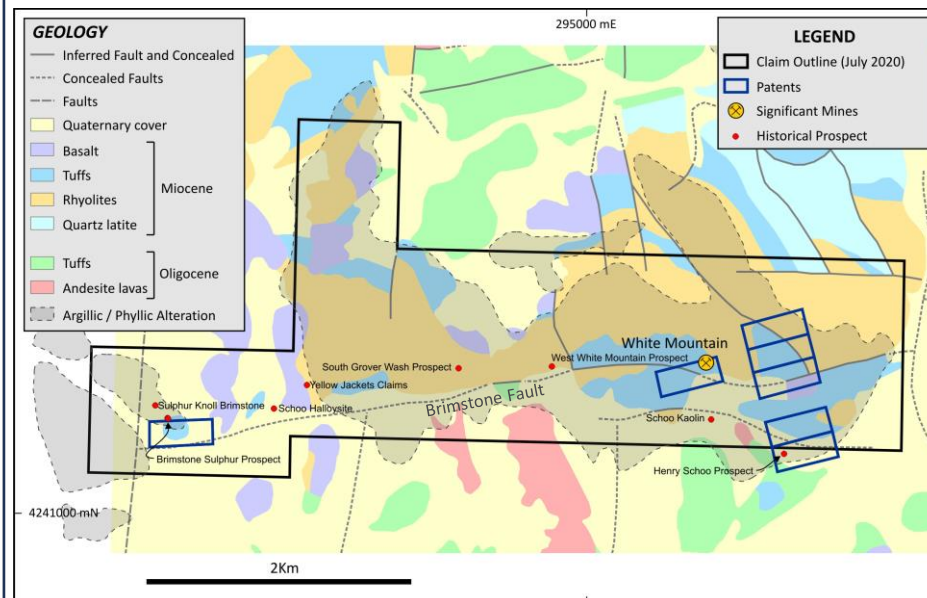 295000 mE
GEOLOGY
Inferred Fault and Concealed
Concealed Faults
Faults
Quaternary cover
Basalt
Tuffs
Rhyolites
Quartz latite
Miocene
Tuffs
Andesite lavas
Oligocene
Argillic / Phyllic Alteration
LEGEND
Claim Outline (July 2020)
Patents
Significant Mines
Historical Prospect
White Mountain
West White Mountain Prospect
South Grover Wash Prospect
Yellow Jackets Claims
Brimstone Fault
Sulphur Knoll Brimstone
Schoo Halloysite
Schoo Kaolin
Brimstone Sulphur Prospect
Henry Schoo Prospect
4241000 mN
2Km